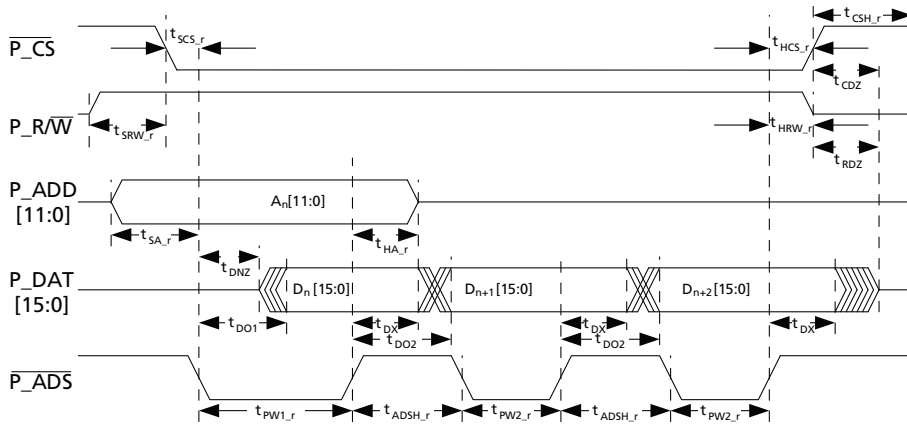 t_CSH_r
P_CS t_SCS_r t_HCS_r
t_CDZ
P_R/W t_SRW_r t_HRW_r
t_RDZ
P_ADD
[11:0] A_n[11:0]
t_SA_r t_HA_r
t_DNZ
P_DAT
[15:0] D_n [15:0] D_n+1 [15:0] D_n+2 [15:0]
t_DO1 t_DX t_DX t_DX
t_DO2 t_DO2
P_ADS
t_PW1_r t_ADSH_r t_PW2_r t_ADSH_r t_PW2_r